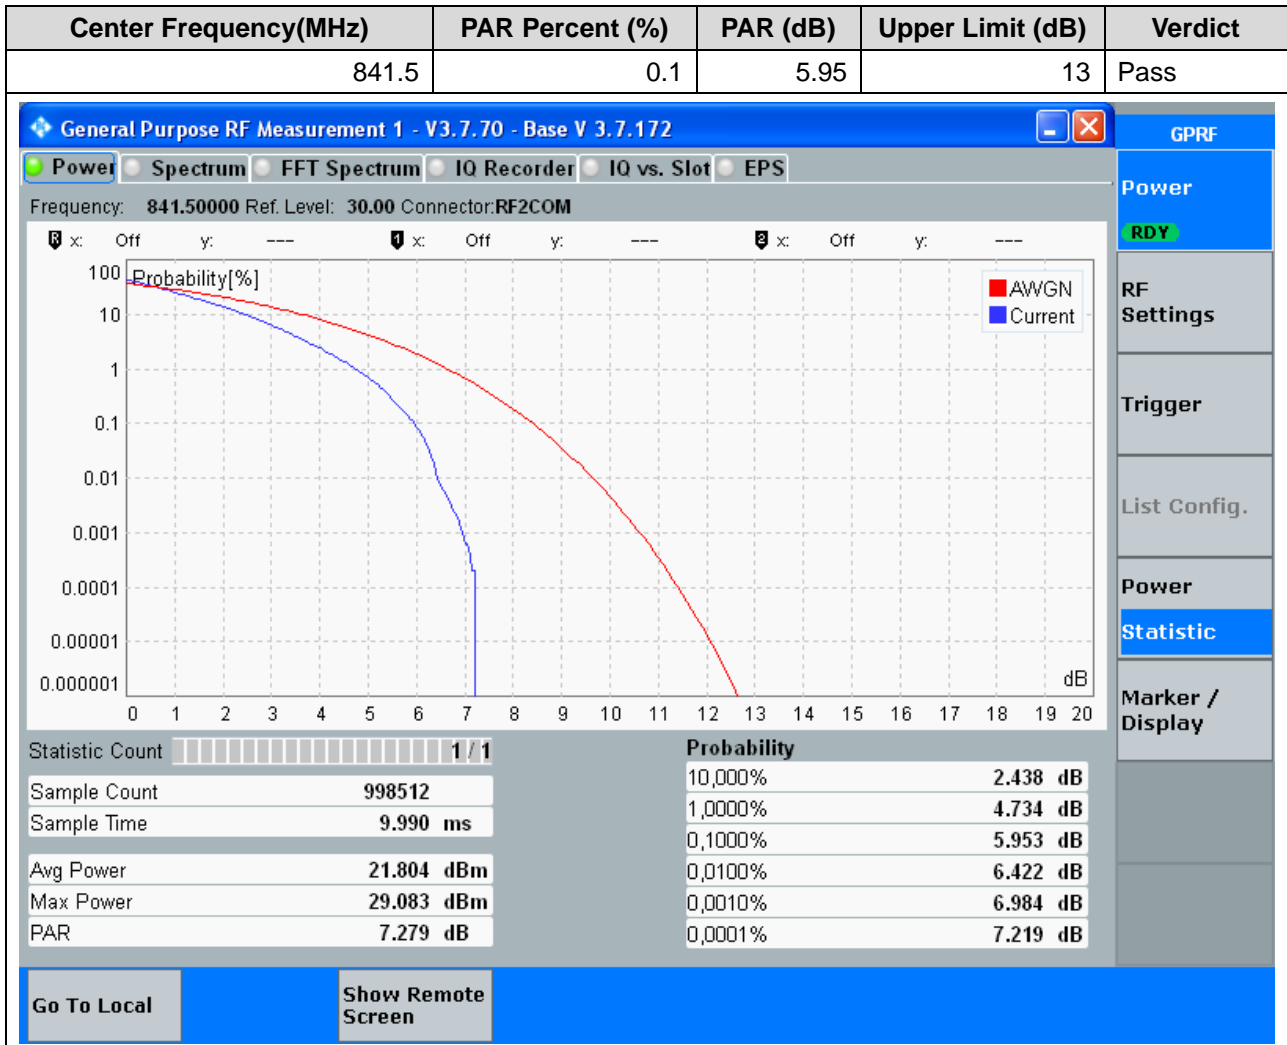 Center Frequency(MHz) PAR Percent (%) PAR (dB) Upper Limit (dB) Verdict
841.5 0.1 5.95 13 Pass
General Purpose RF Measurement 1 - V3.7.70 - Base V 3.7.172
GPRF
Power Spectrum FFT Spectrum IQ Recorder IQ vs. Slot EPS
Power
RDY
Frequency: 841.50000 Ref. Level: 30.00 Connector:RF2COM
R x: Off y: --- 1 x: Off y: --- 2 x: Off y: ---
Probability[%]
100
10
1
0.1
0.01
0.001
0.0001
0.00001
0.000001
AWGN
Current
dB
0 1 2 3 4 5 6 7 8 9 10 11 12 13 14 15 16 17 18 19 20
RF
Settings
Trigger
List Config.
Power
Statistic
Marker /
Display
Statistic Count 1 / 1
Sample Count 998512
Sample Time 9.990 ms
Avg Power 21.804 dBm
Max Power 29.083 dBm
PAR 7.279 dB
Probability
10,000% 2.438 dB
1,0000% 4.734 dB
0,1000% 5.953 dB
0,0100% 6.422 dB
0,0010% 6.984 dB
0,0001% 7.219 dB
Go To Local
Show Remote
Screen